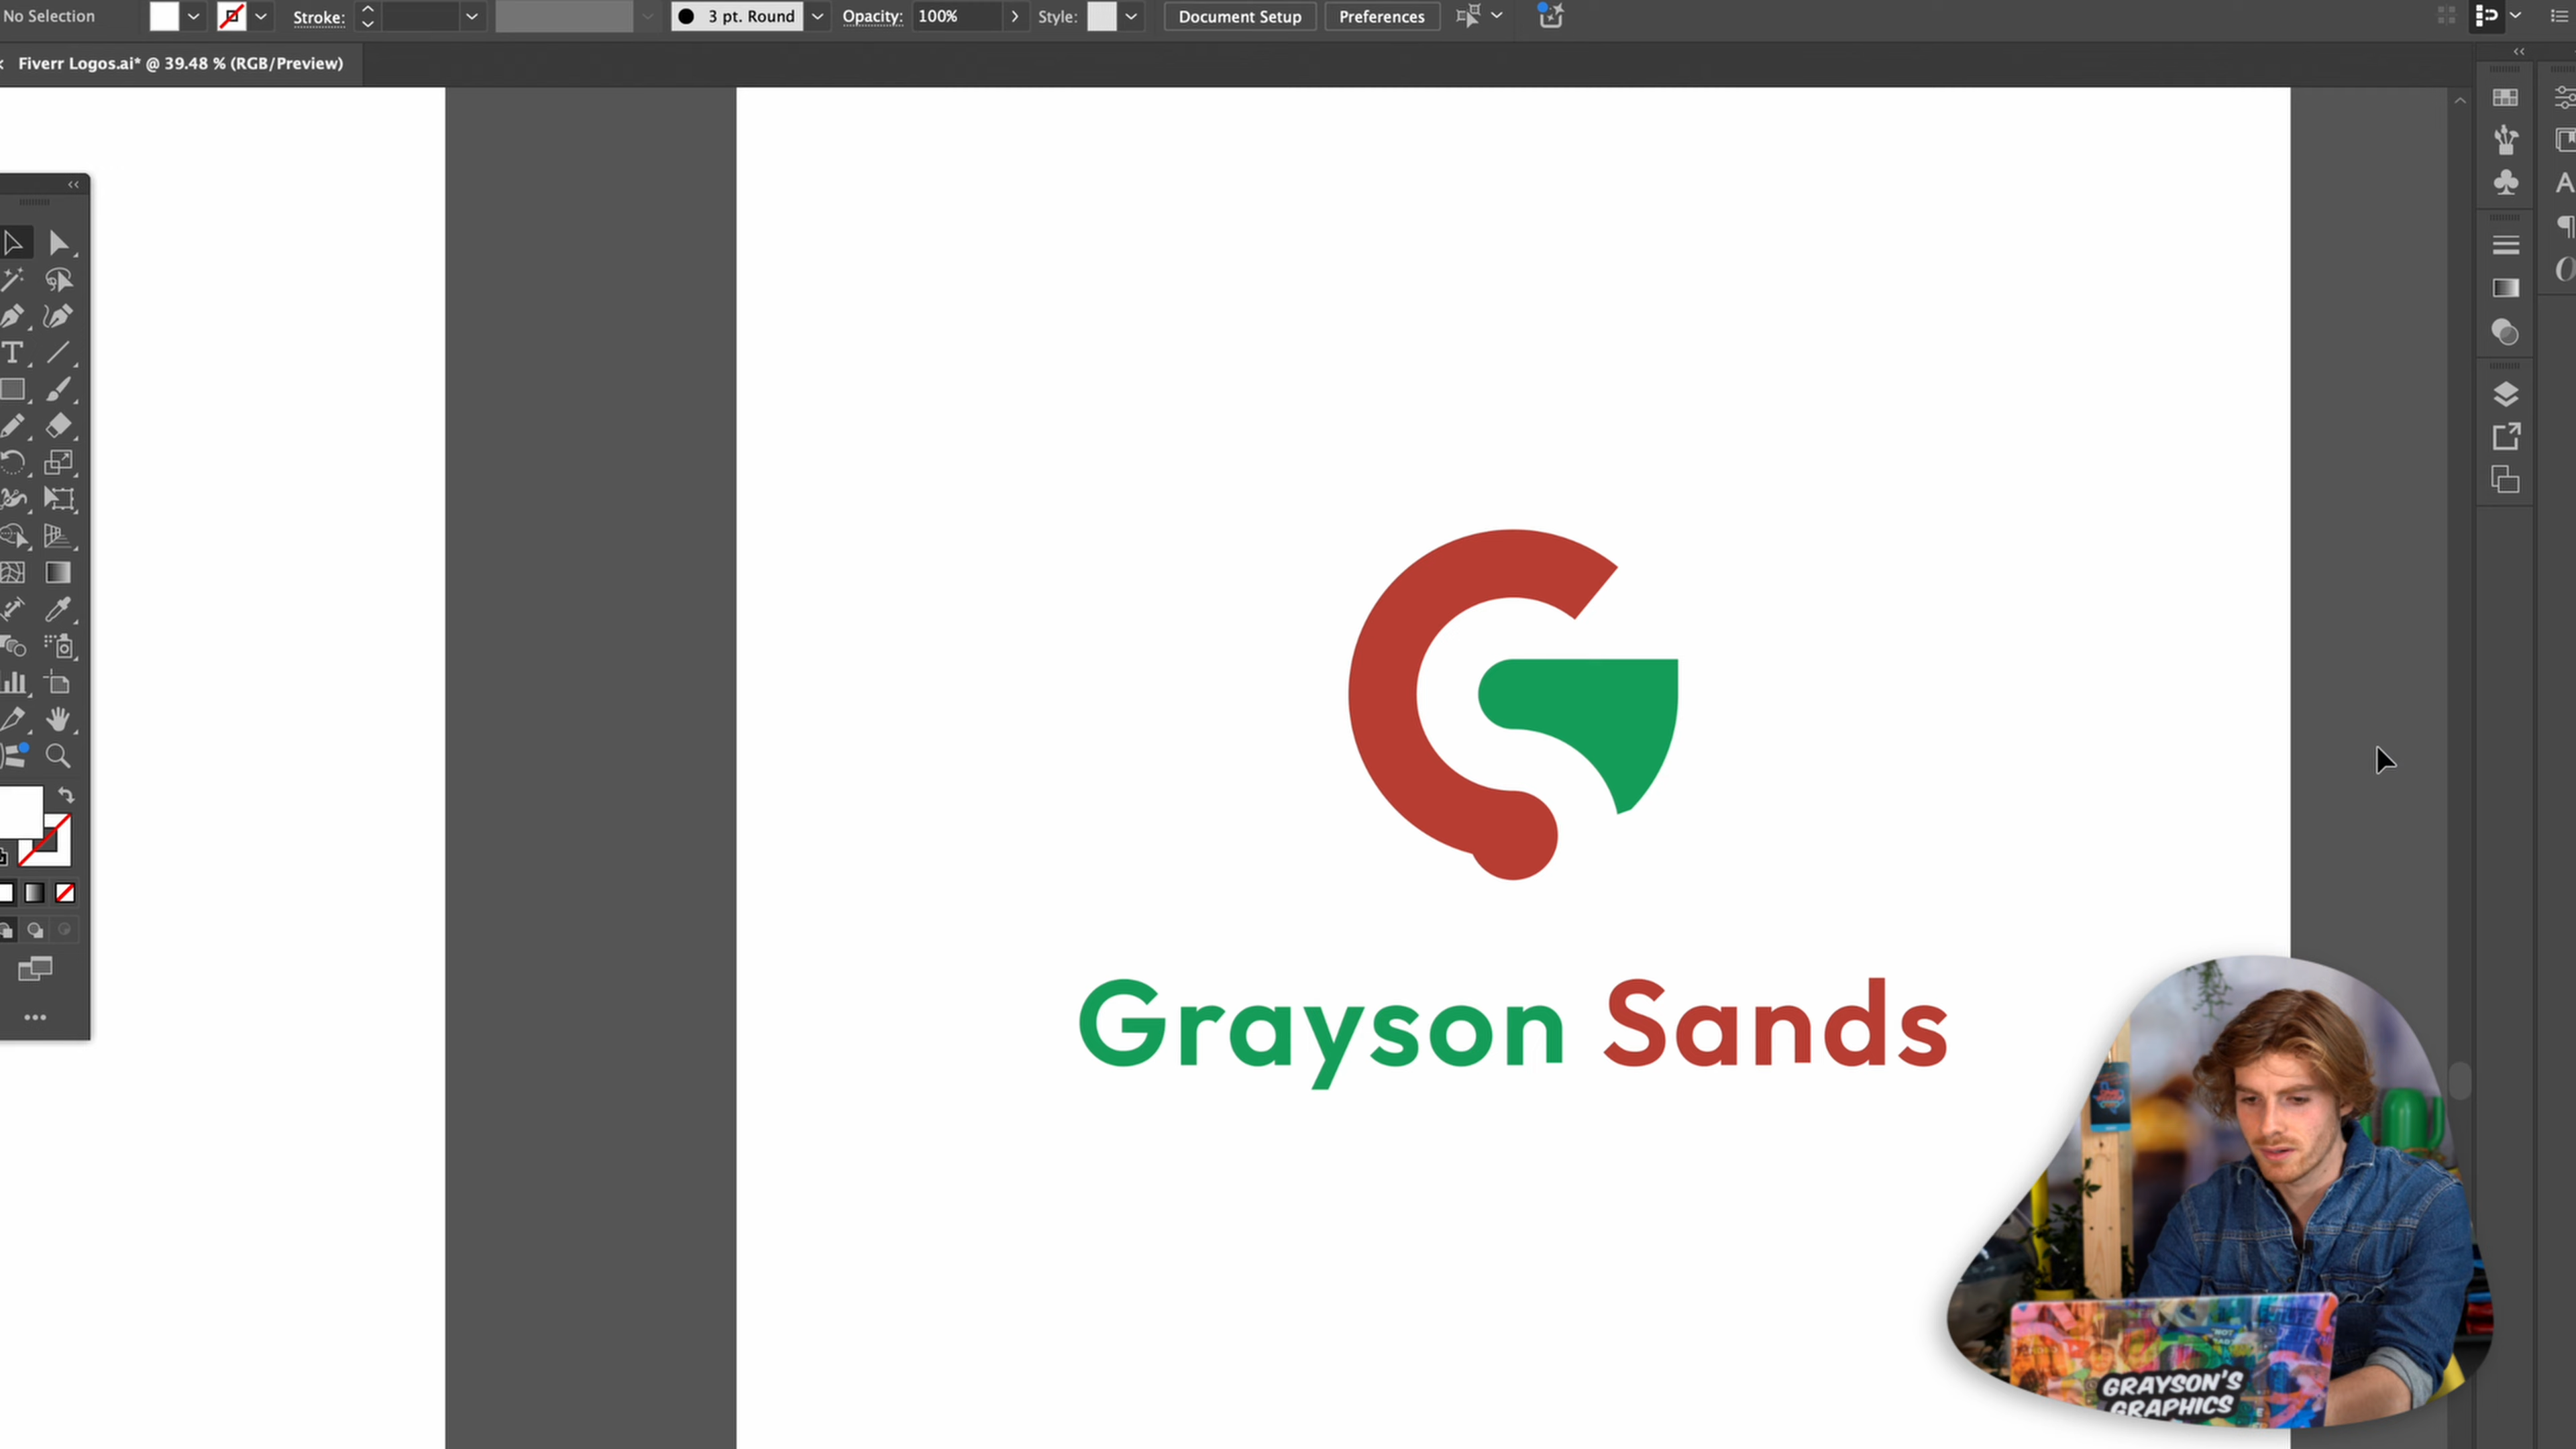 No Selection
Stroke:
3 pt. Round
Opacity:
100%
Style:
Document Setup
Preferences
Fiverr Logos.ai* @ 39.48 % (RGB/Preview)
Grayson Sands
GRAYSON'S
GRAPHICS